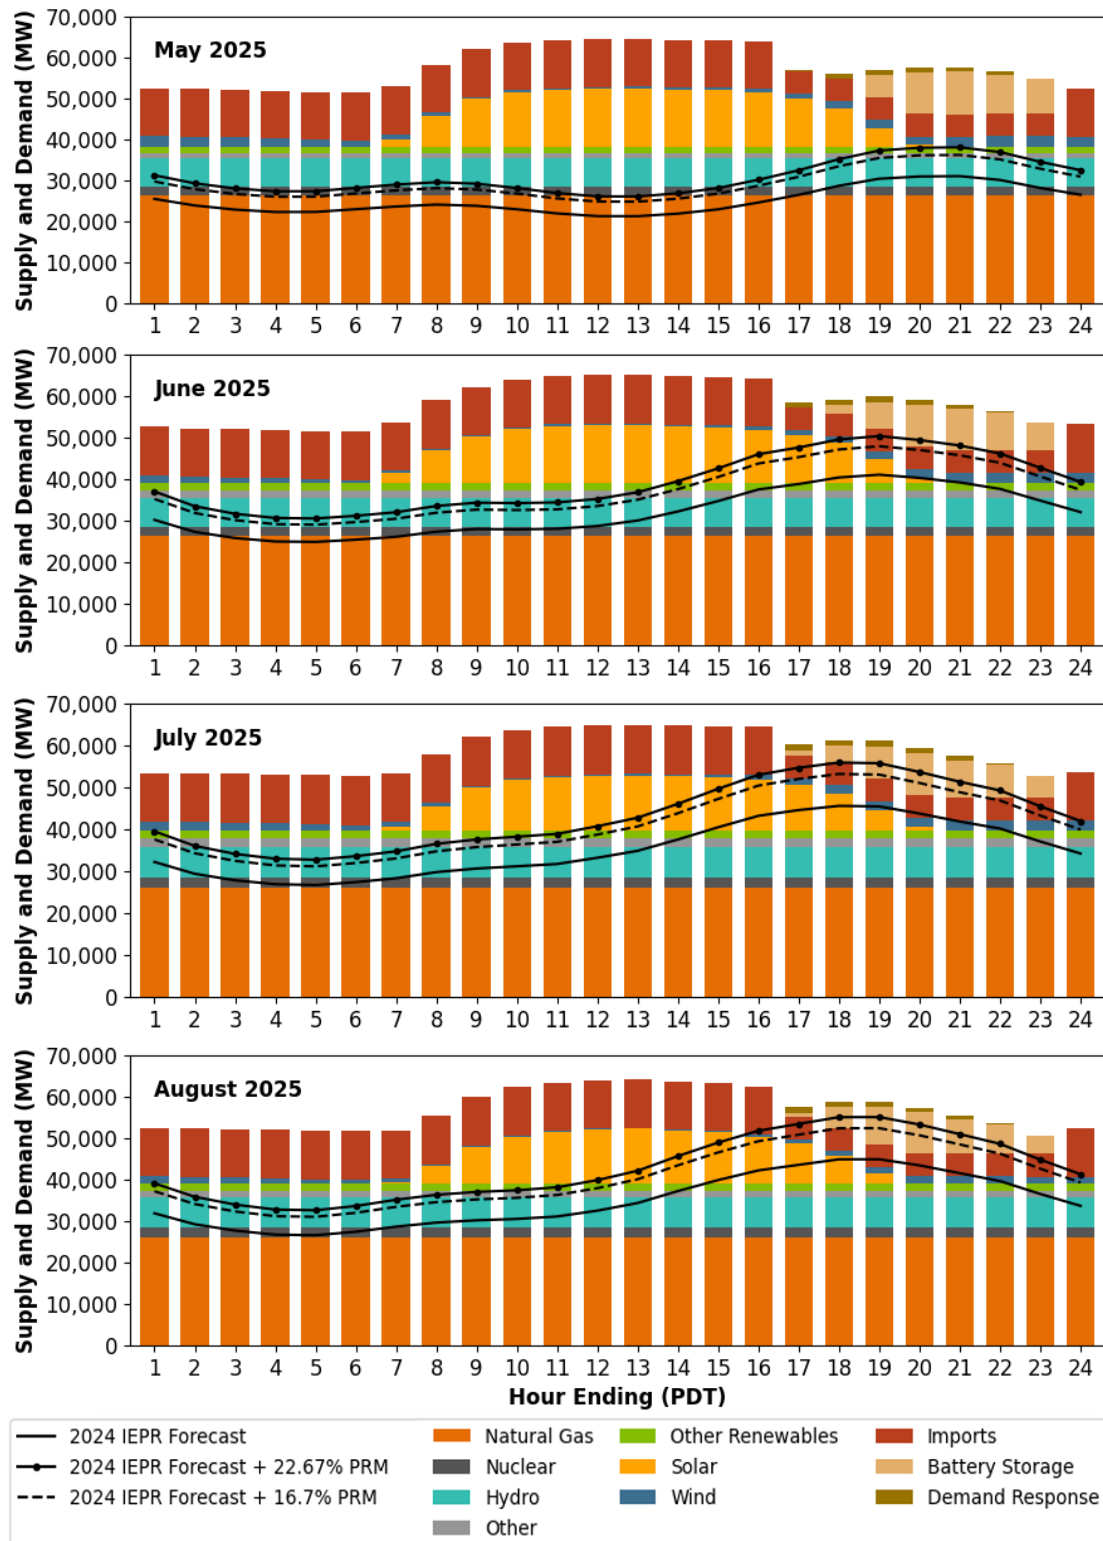 Supply and Demand (MW)
70,000
60,000
50,000
40,000
30,000
20,000
10,000
0
May 2025
1 2 3 4 5 6 7 8 9 10 11 12 13 14 15 16 17 18 19 20 21 22 23 24
Supply and Demand (MW)
70,000
60,000
50,000
40,000
30,000
20,000
10,000
0
June 2025
1 2 3 4 5 6 7 8 9 10 11 12 13 14 15 16 17 18 19 20 21 22 23 24
Supply and Demand (MW)
70,000
60,000
50,000
40,000
30,000
20,000
10,000
0
July 2025
1 2 3 4 5 6 7 8 9 10 11 12 13 14 15 16 17 18 19 20 21 22 23 24
Supply and Demand (MW)
70,000
60,000
50,000
40,000
30,000
20,000
10,000
0
August 2025
1 2 3 4 5 6 7 8 9 10 11 12 13 14 15 16 17 18 19 20 21 22 23 24
Hour Ending (PDT)
2024 IEPR Forecast
2024 IEPR Forecast + 22.67% PRM
2024 IEPR Forecast + 16.7% PRM
Natural Gas
Nuclear
Hydro
Other
Other Renewables
Solar
Wind
Imports
Battery Storage
Demand Response